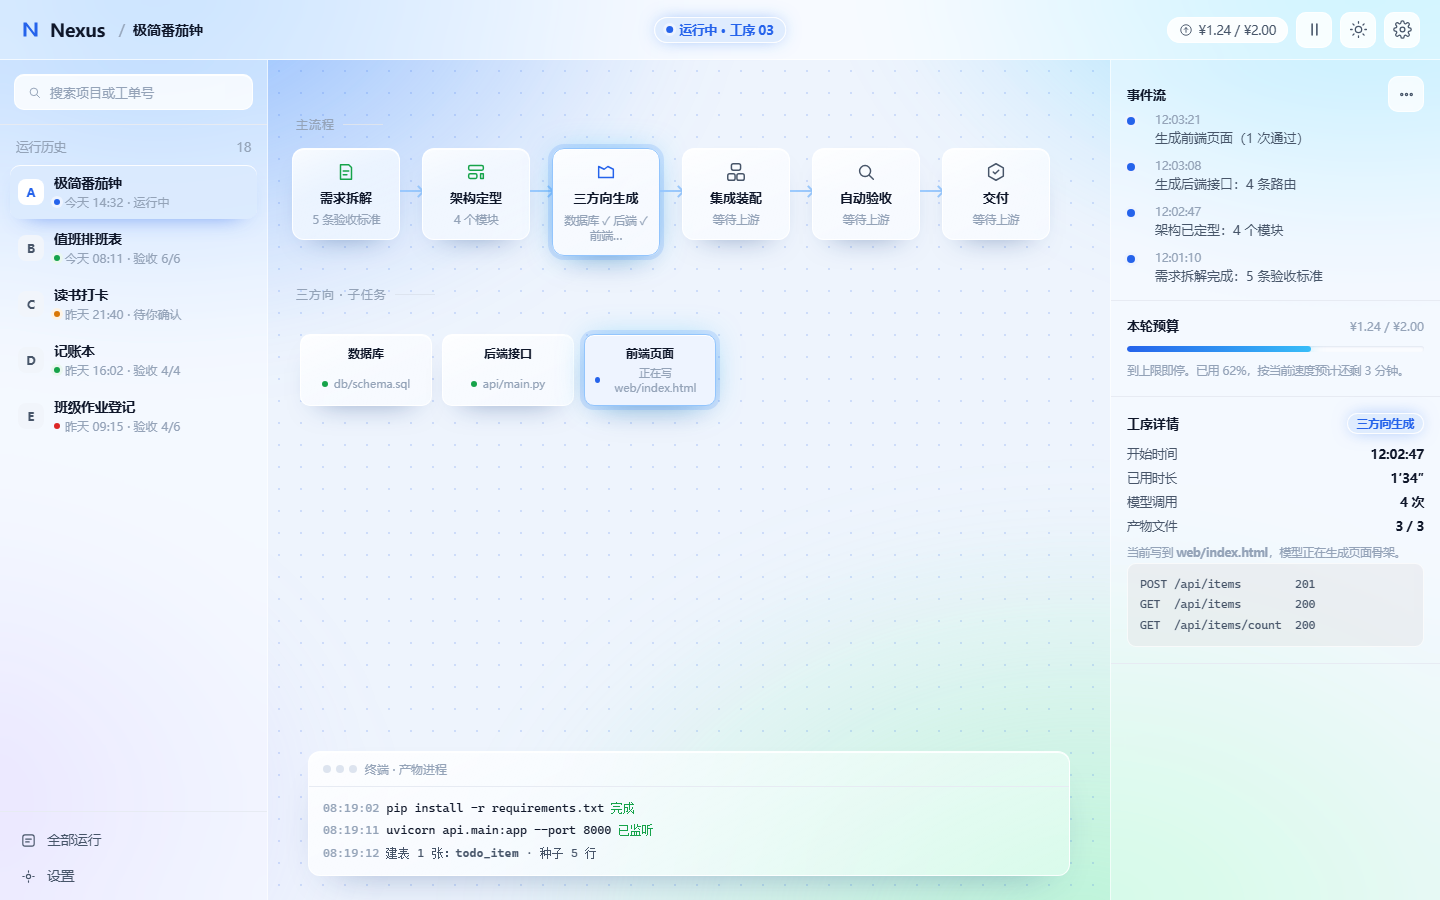 Nexus / 极简番茄钟
运行中 • 工序 03
¥1.24 / ¥2.00
搜索项目或工单号
运行历史 18
A 极简番茄钟
今天 14:32 · 运行中
B 值班排班表
今天 08:11 · 验收 6/6
C 读书打卡
昨天 21:40 · 待你确认
D 记账本
昨天 16:02 · 验收 4/4
E 班级作业登记
昨天 09:15 · 验收 4/6
全部运行
设置
主流程
需求拆解
5 条验收标准
架构定型
4 个模块
三方向生成
数据库 ✓ 后端 ✓
前端...
集成装配
等待上游
自动验收
等待上游
交付
等待上游
三方向 · 子任务
数据库
db/schema.sql
后端接口
api/main.py
前端页面
正在写
web/index.html
终端 · 产物进程
08:19:02 pip install -r requirements.txt 完成
08:19:11 uvicorn api.main:app --port 8000 已监听
08:19:12 建表 1 张: todo_item · 种子 5 行
事件流
12:03:21
生成前端页面（1 次通过）
12:03:08
生成后端接口：4 条路由
12:02:47
架构已定型：4 个模块
12:01:10
需求拆解完成：5 条验收标准
本轮预算 ¥1.24 / ¥2.00
到上限即停。已用 62%，按当前速度预计还剩 3 分钟。
工序详情 三方向生成
开始时间 12:02:47
已用时长 1′34″
模型调用 4 次
产物文件 3 / 3
当前写到 web/index.html，模型正在生成页面骨架。
POST /api/items 201
GET /api/items 200
GET /api/items/count 200